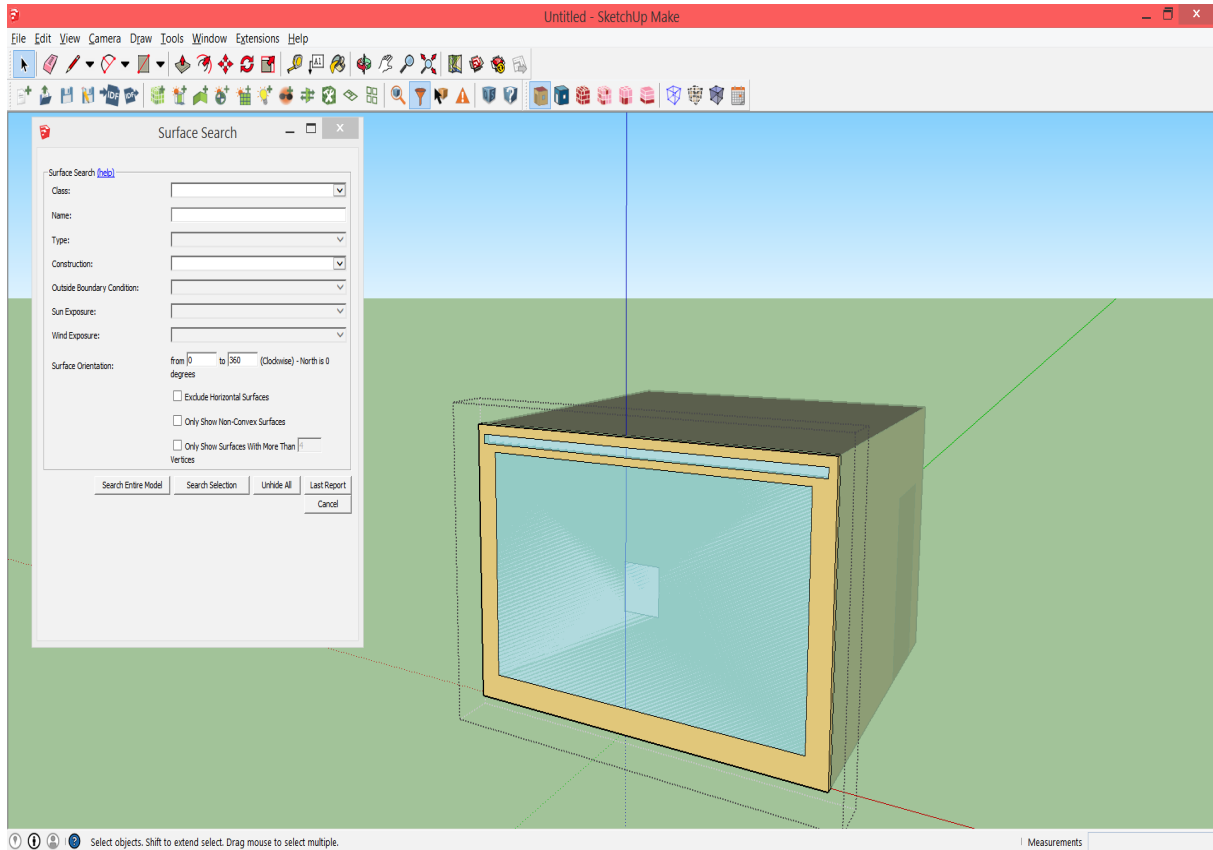 Untitled - SketchUp Make
File Edit View Camera Draw Tools Window Extensions Help
A1
IDF IDF
Surface Search
Surface Search (help)
Class:
Name:
Type:
Construction:
Outside Boundary Condition:
Sun Exposure:
Wind Exposure:
Surface Orientation: from 0 to 360 (Clockwise) - North is 0
degrees
Exclude Horizontal Surfaces
Only Show Non-Convex Surfaces
Only Show Surfaces With More Than 4
Vertices
Search Entire Model Search Selection Unhide All Last Report
Cancel
Select objects. Shift to extend select. Drag mouse to select multiple. Measurements